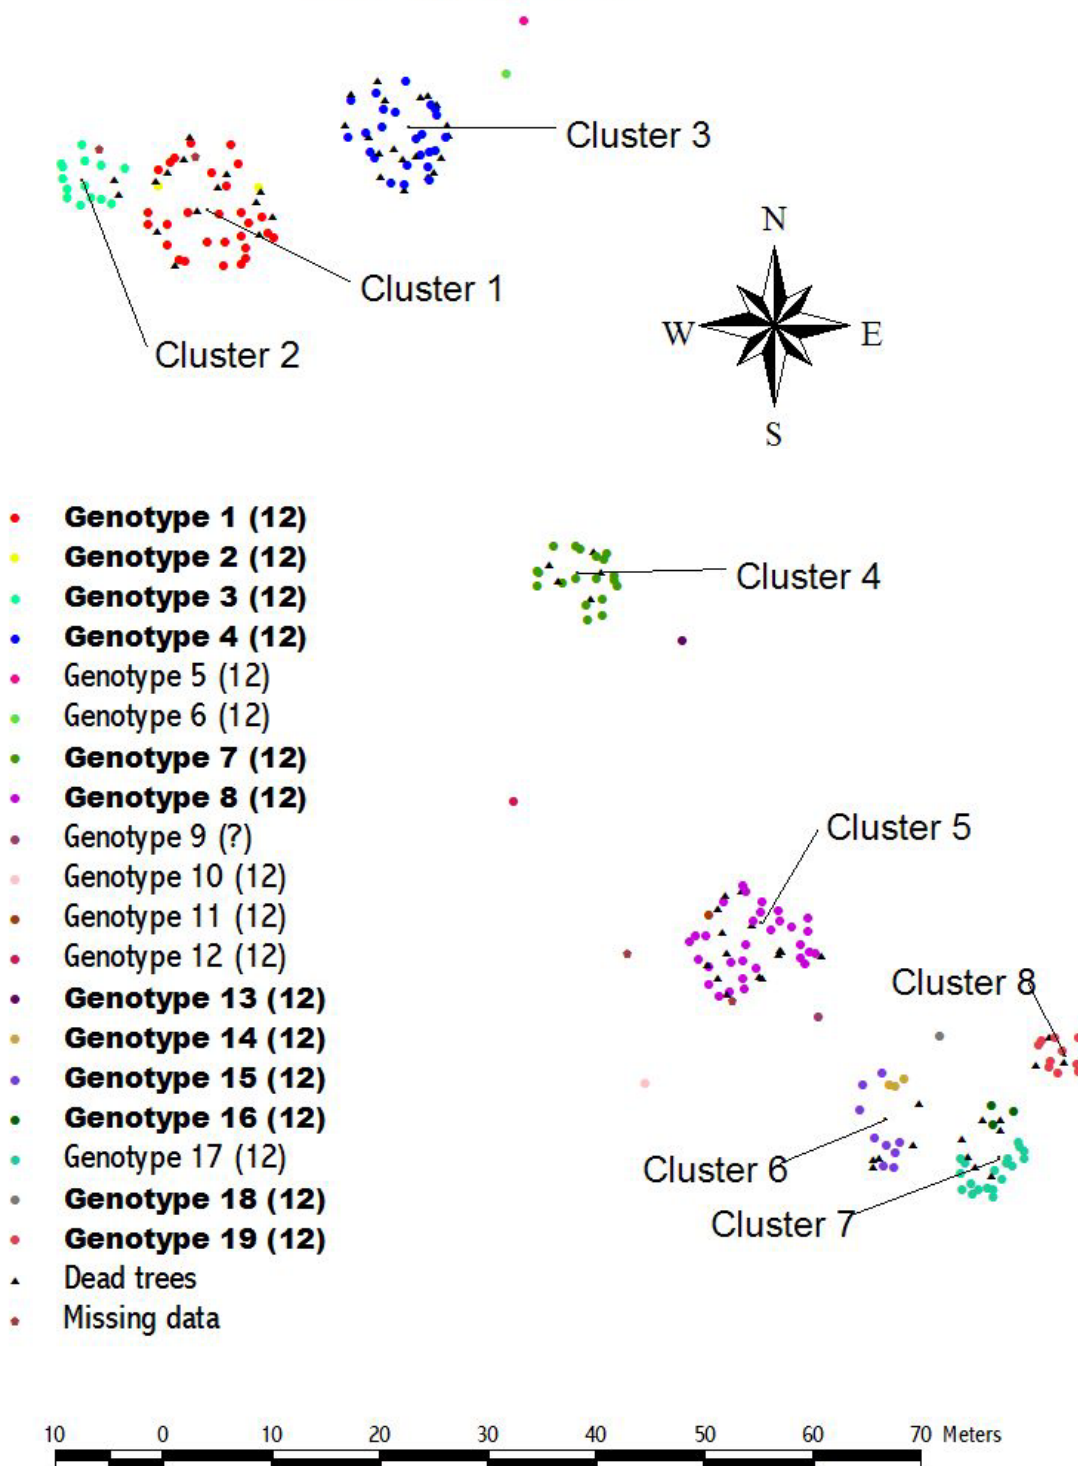 Cluster 3
N
Cluster 1
W
E
Cluster 2
S
Genotype 1 (12)
Genotype 2 (12)
Cluster 4
Genotype 3 (12)
Genotype 4 (12)
Genotype 5 (12)
Genotype 6 (12)
Genotype 7 (12)
Genotype 8 (12)
Cluster 5
Genotype 9 (?)
Genotype 10 (12)
Genotype 11 (12)
Genotype 12 (12)
Cluster 8
Genotype 13 (12)
Genotype 14 (12)
Genotype 15 (12)
Genotype 16 (12)
Genotype 17 (12)
Cluster 6
Genotype 18 (12)
Cluster 7
Genotype 19 (12)
Dead trees
Missing data
10 0 10 20 30 40 50 60 70 Meters